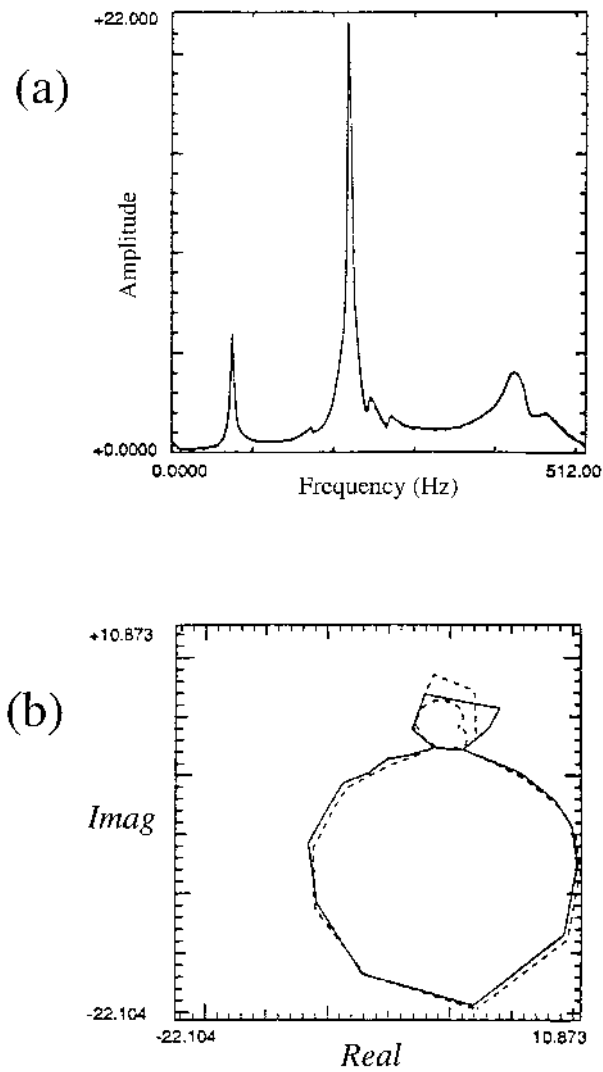 +22.000
(a)
Amplitude
+0.0000
0.0000
512.00
Frequency (Hz)
+10.873
(b)
Imag
-22.104
-22.104
10.873
Real